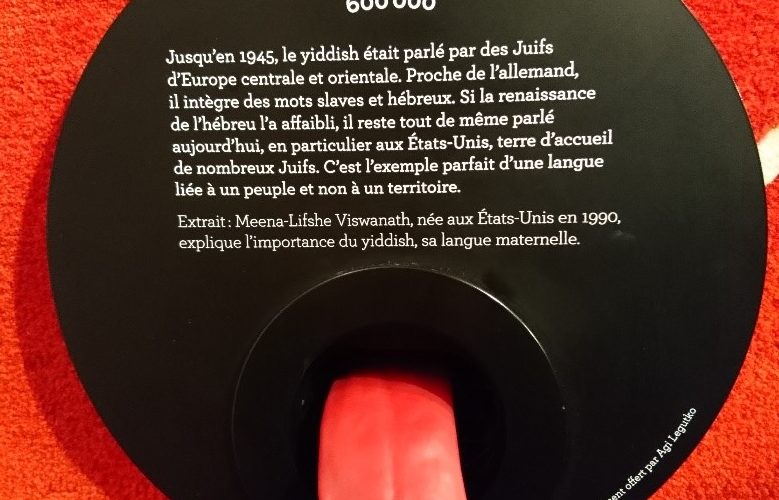 600 000
Jusqu'en 1945, le yiddish était parlé par des Juifs
d'Europe centrale et orientale. Proche de l'allemand,
il intègre des mots slaves et hébreux. Si la renaissance
de l'hébreu l'a affaibli, il reste tout de même parlé
aujourd'hui, en particulier aux États-Unis, terre d'accueil
de nombreux Juifs. C'est l'exemple parfait d'une langue
liée à un peuple et non à un territoire.
Extrait : Meena-Lifshe Viswanath, née aux États-Unis en 1990,
explique l'importance du yiddish, sa langue maternelle.
offert par Agi Legutko